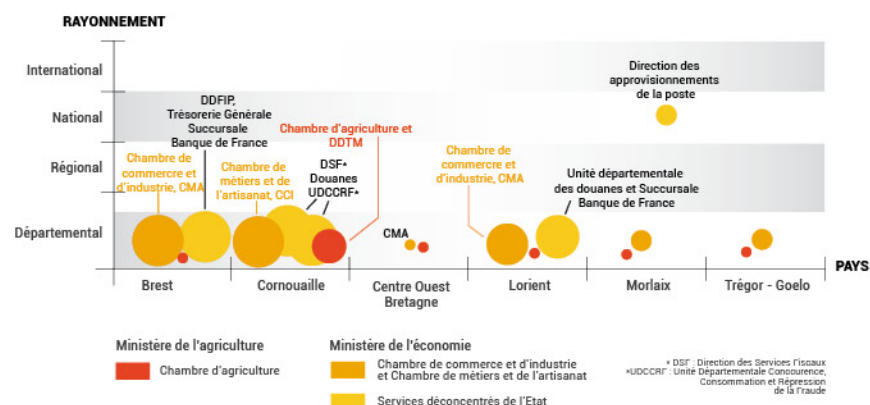 RAYONNEMENT
International
National
Régional
Départemental
DDFIP,
Trésorerie Générale
Succursale
Banque de France
Chambre de
commerce et
d'industrie, CMA
Chambre de
métiers et de
l'artisanat, CCI
DSF*
Douanes
UDCCRF*
Chambre d'agriculture et
DDTM
CMA
Chambre de
commerce et
d'industrie, CMA
Unité départementale
des douanes et Succursale
Banque de France
Direction des
approvisionnements
de la poste
PAYS
Brest
Cornouaille
Centre Ouest
Bretagne
Lorient
Morlaix
Trégor - Goelo
Ministère de l'agriculture
Chambre d'agriculture
Ministère de l'économie
Chambre de commerce et d'industrie
et Chambre de métiers et de l'artisanat
Services déconcentrés de l'Etat
* DSF : Direction des Services Fiscaux
*UDCCRF : Unité Départementale Concourence,
Consommation et Répression
de la Fraude